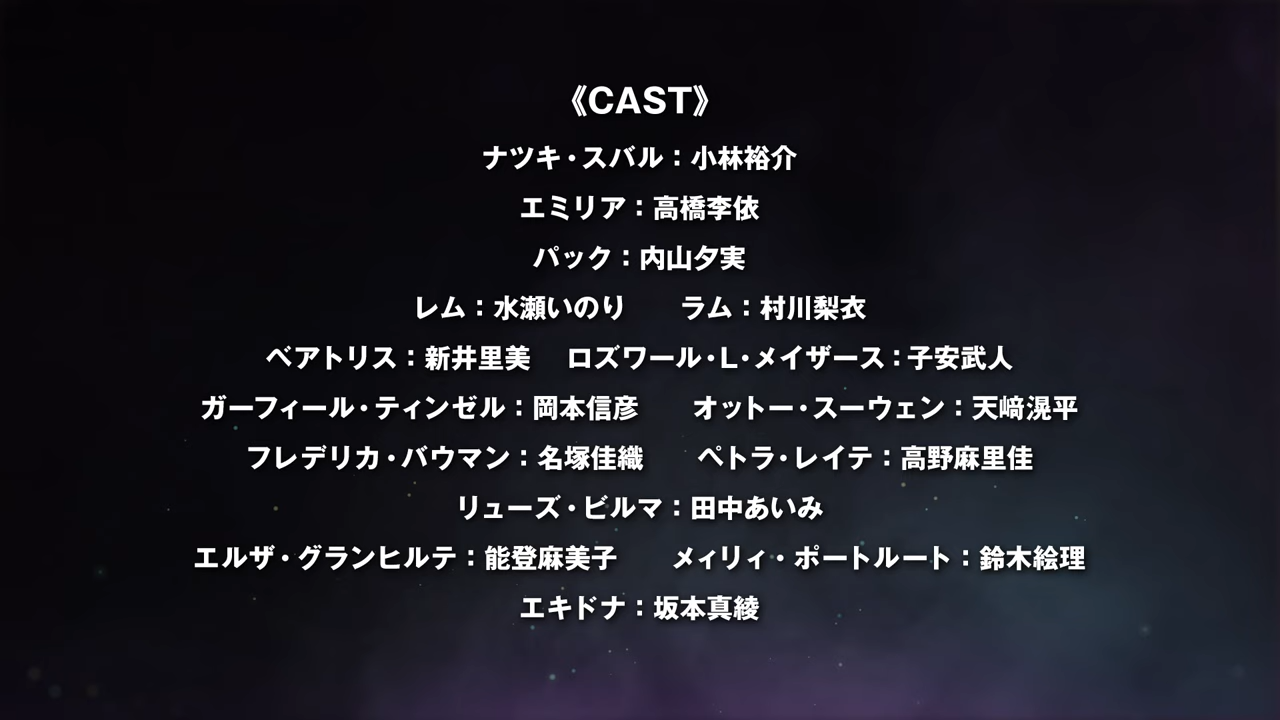 《CAST》
ナツキ・スバル：小林裕介
エミリア：高橋李依
パック：内山夕実
レム：水瀬いのり　　ラム：村川梨衣
ベアトリス：新井里美　ロズワール・L・メイザース：子安武人
ガーフィール・ティンゼル：岡本信彦　　オットー・スーウェン：天﨑滉平
フレデリカ・バウマン：名塚佳織　　ペトラ・レイテ：高野麻里佳
リューズ・ビルマ：田中あいみ
エルザ・グランヒルテ：能登麻美子　　メィリィ・ポートルート：鈴木絵理
エキドナ：坂本真綾